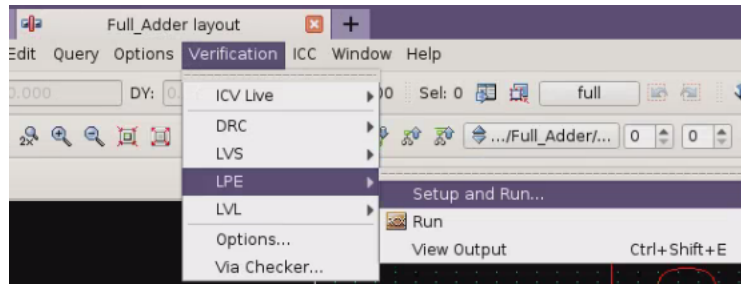 Full_Adder layout
Edit Query Options Verification ICC Window Help
DY: Sel: 0 full
ICV Live
2x .../Full_Adder/... 0 0
DRC
LVS
LPE
Setup and Run...
LVL
Run
Options...
View Output Ctrl+Shift+E
Via Checker...